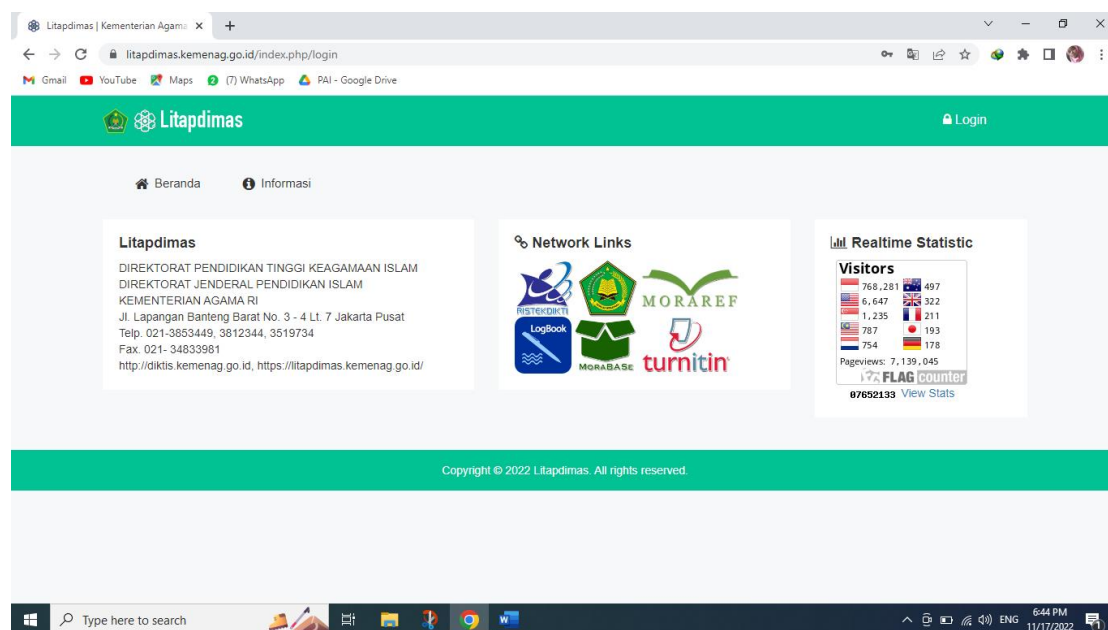 Litapdimas | Kementerian Agama
litapdimas.kemenag.go.id/index.php/login
Gmail YouTube Maps (7) WhatsApp PAI - Google Drive
Litapdimas
Login
Beranda Informasi
Litapdimas
DIREKTORAT PENDIDIKAN TINGGI KEAGAMAAN ISLAM
DIREKTORAT JENDERAL PENDIDIKAN ISLAM
KEMENTERIAN AGAMA RI
Jl. Lapangan Banteng Barat No. 3 - 4 Lt. 7 Jakarta Pusat
Telp. 021-3853449, 3812344, 3519734
Fax. 021- 34833981
http://diktis.kemenag.go.id, https://litapdimas.kemenag.go.id/
Network Links
RISTEKDIKTI
MORAREF
LogBook
MORABASE
turnitin
Realtime Statistic
Visitors
768,281 497
6,647 322
1,235 211
787 193
754 178
Pageviews: 7,139,045
FLAG counter
07652133 View Stats
Copyright © 2022 Litapdimas. All rights reserved.
Type here to search
ENG
6:44 PM
11/17/2022